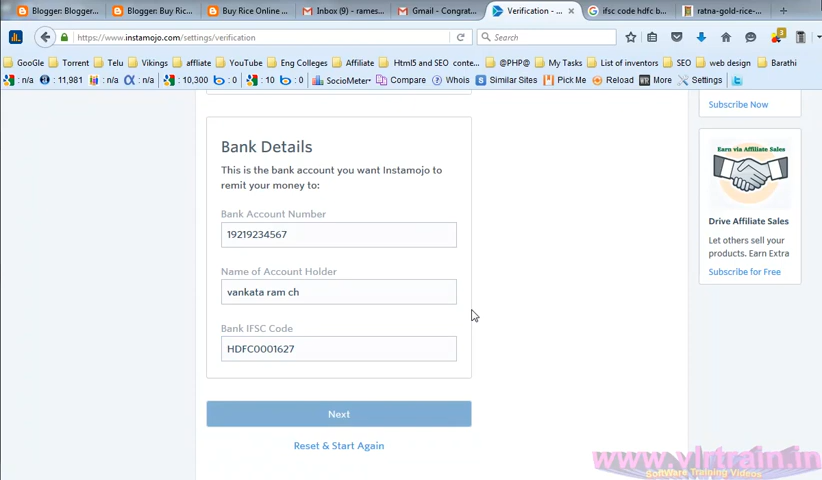 Blogger: Blogger...
Blogger: Buy Ric...
Buy Rice Online ...
Inbox (9) - rames...
Gmail - Congrat...
Verification - ...
ifsc code hdfc b...
ratna-gold-rice-...
https://www.instamojo.com/settings/verification
Search
3
GooGle
Torrent
Telu
Vikings
affiliate
YouTube
Eng Colleges
Affiliate
Html5 and SEO conte...
@PHP@
My Tasks
List of inventors
SEO
web design
Barathi
: n/a
: 11,981
: n/a
: n/a
: 10,300
: 0
: 10
: 0
SocioMeter
Compare
Whois
Similar Sites
Pick Me
Reload
More
Settings
Subscribe Now
Bank Details
This is the bank account you want Instamojo to
remit your money to:
Bank Account Number
19219234567
Name of Account Holder
vankata ram ch
Bank IFSC Code
HDFC0001627
Next
Reset & Start Again
Earn via Affiliate Sales
Drive Affiliate Sales
Let others sell your
products. Earn Extra
Subscribe for Free
www.vlrtrain.in
SoftWare Training Videos